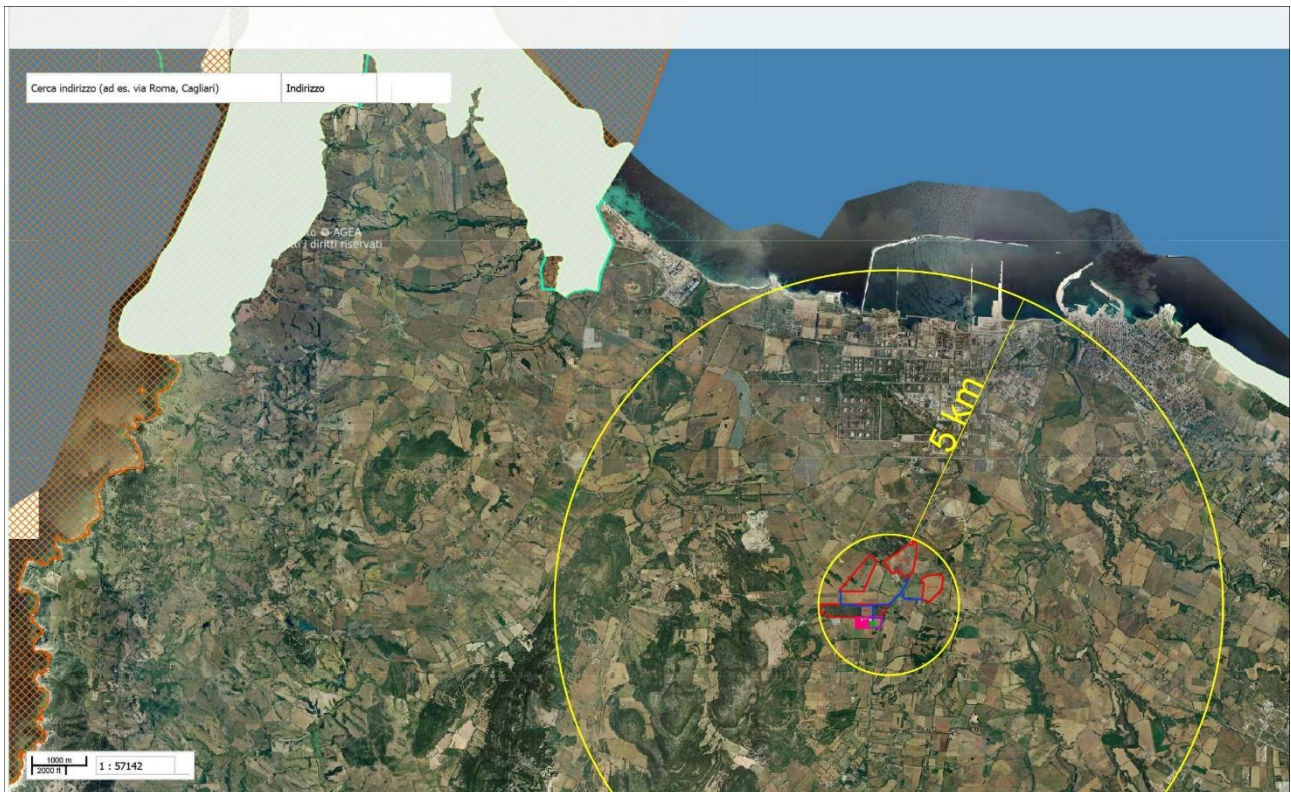 Cerca indirizzo (ad es. via Roma, Cagliari) Indirizzo
© AGEA
i diritti riservati
5 km
1000 m
2000 ft
1 : 57142